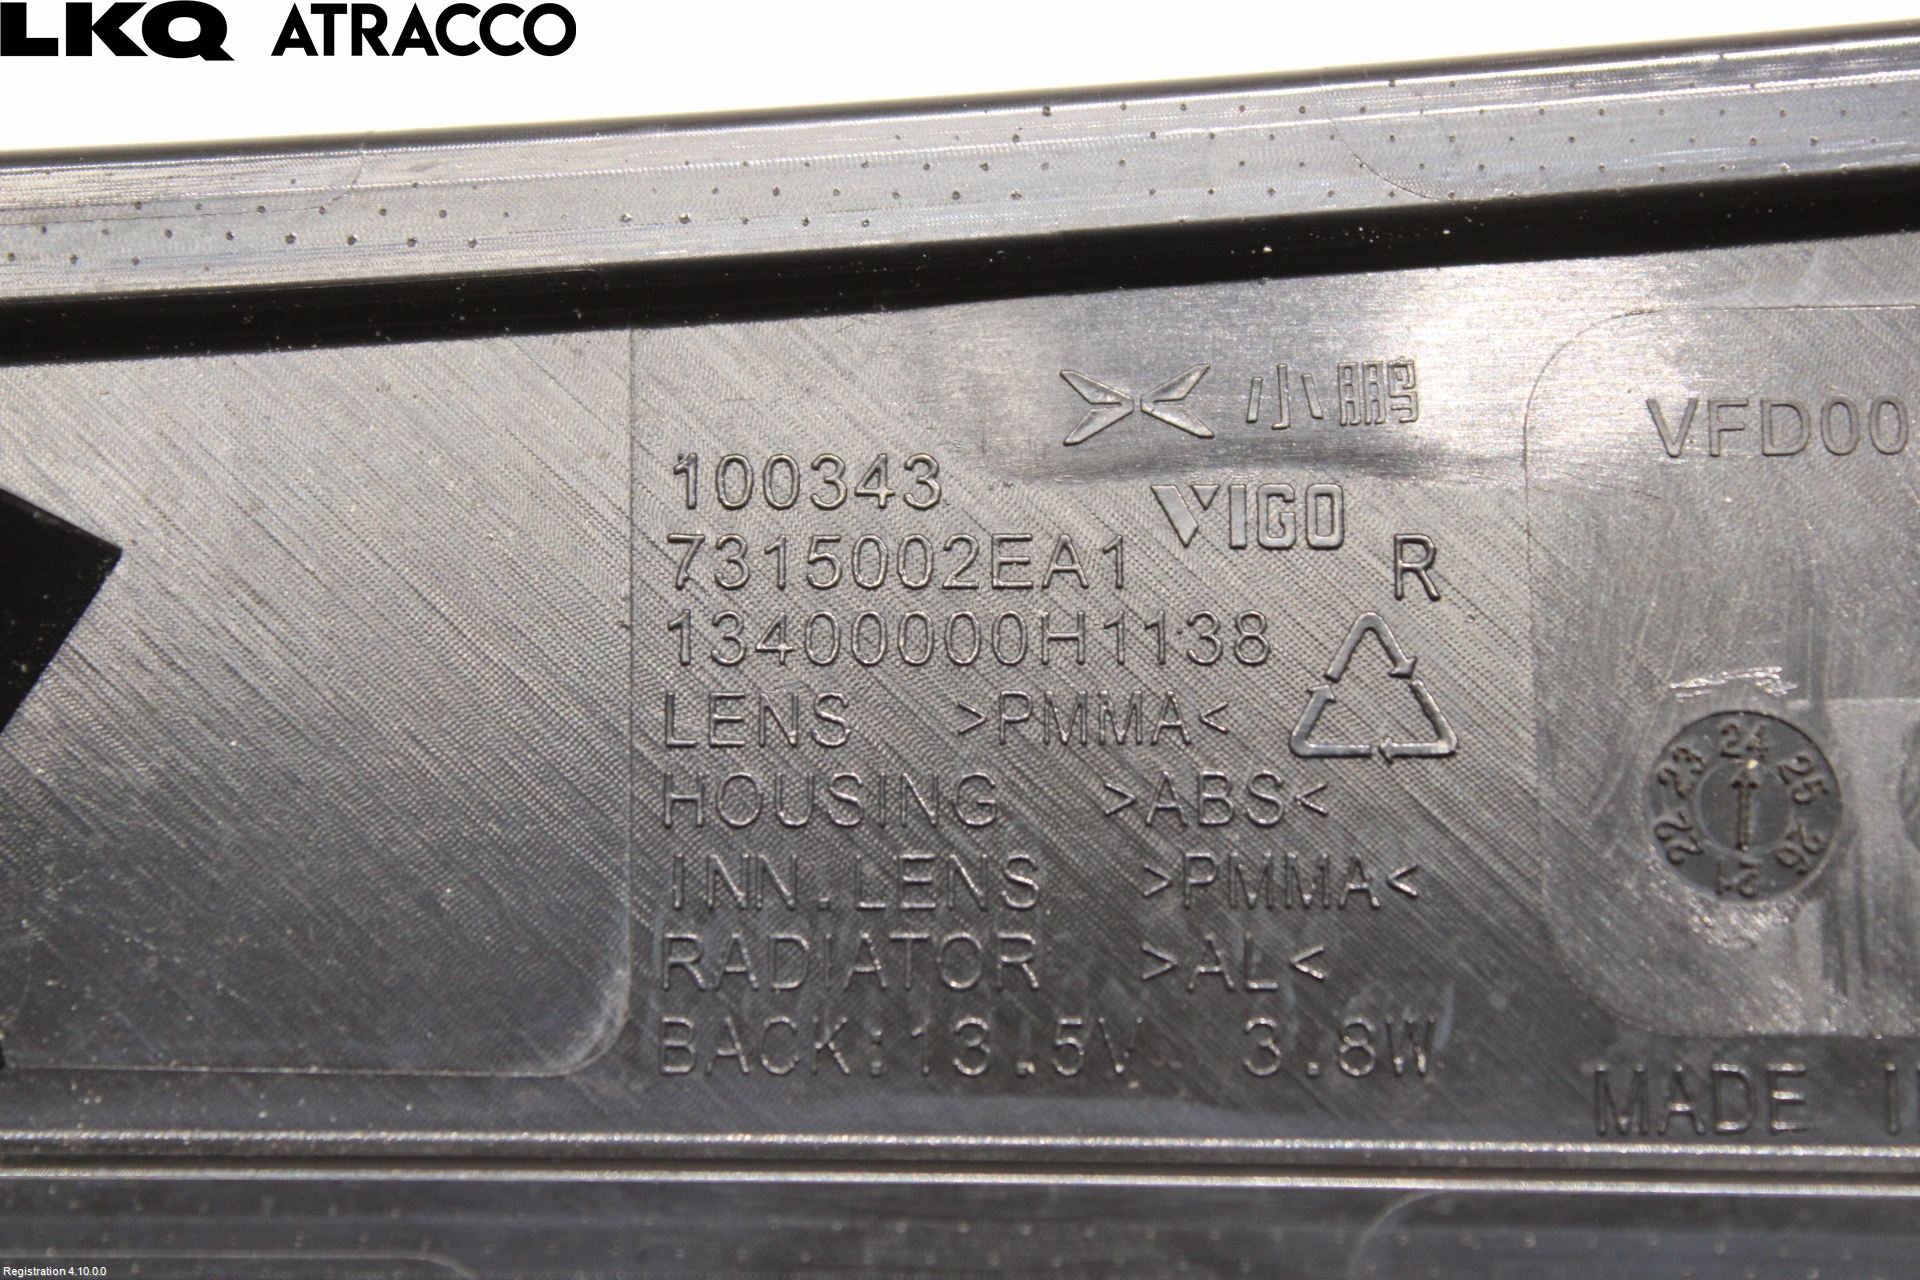 LKQ ATRACCO
小鹏
VIGO
R
100343
7315002EA1
13400000H1138
LENS >PMMA<
HOUSING >ABS<
INN.LENS >PMMA<
RADIATOR >AL<
BACK:13.5V 3.8W
VFD00
21 22 23 24 25 26
MADE
Registration 4.10.0.0